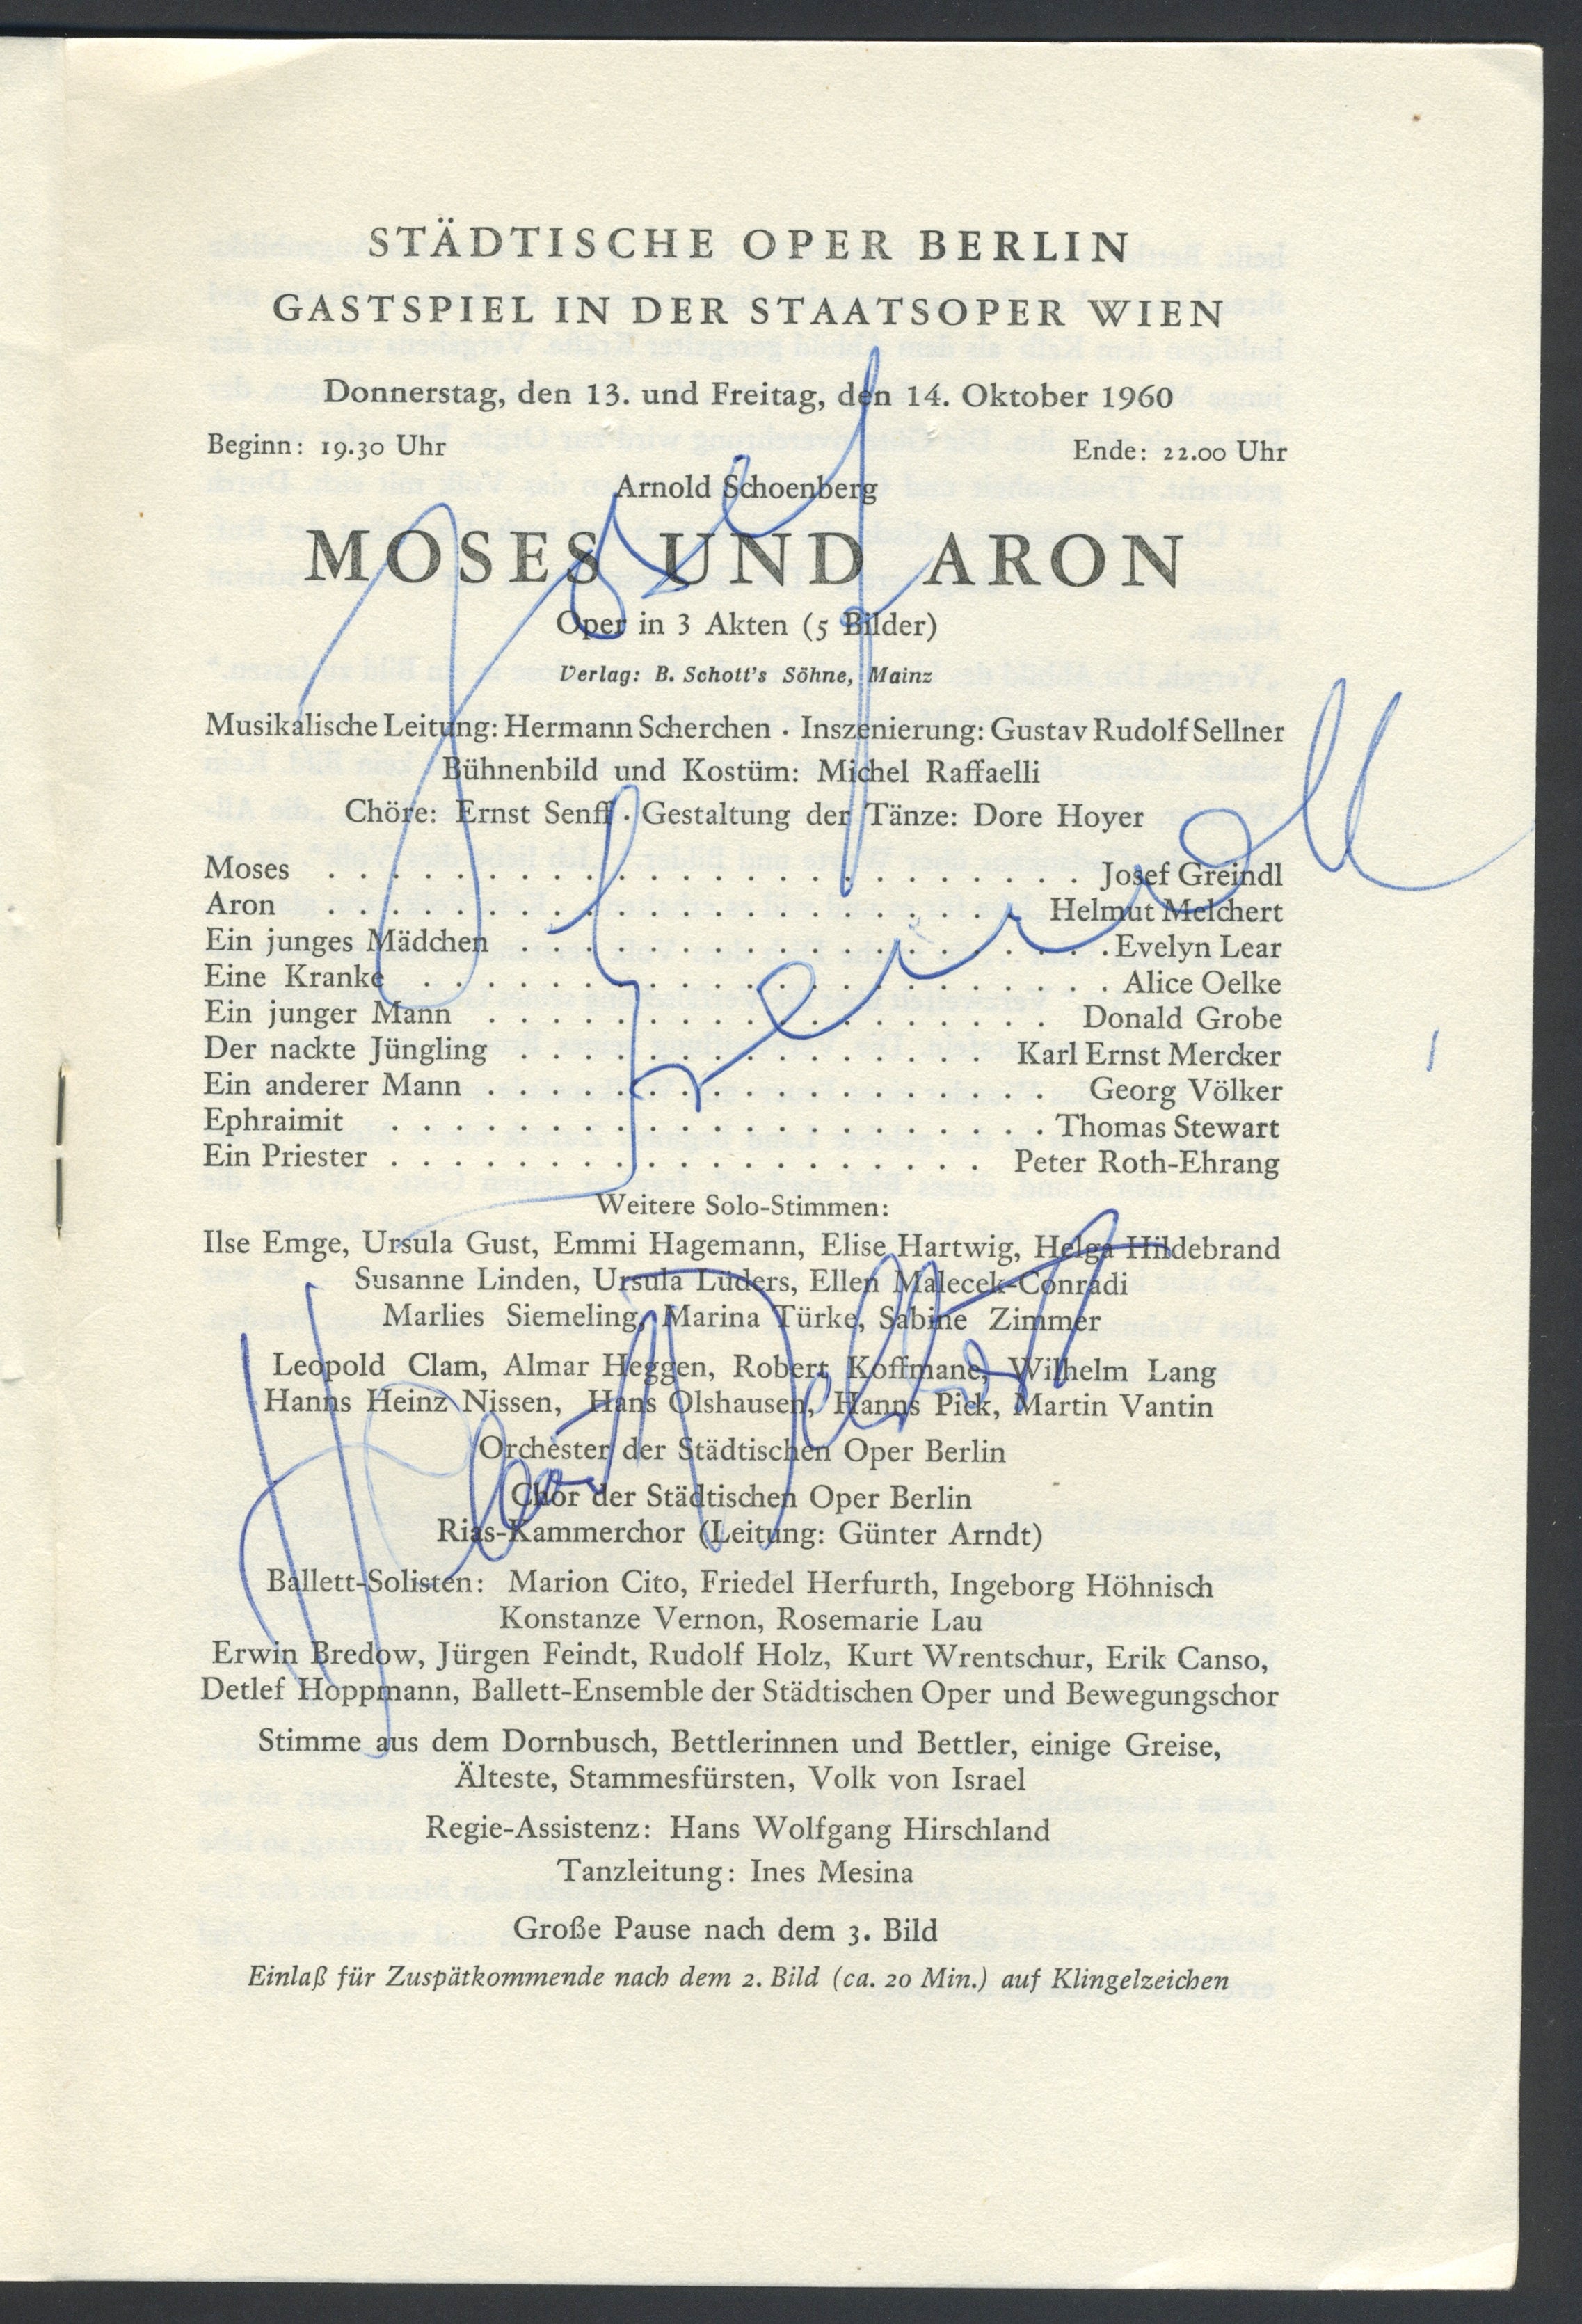 STÄDTISCHE OPER BERLIN
GASTSPIEL IN DER STAATSOPER WIEN
Donnerstag, den 13. und Freitag, den 14. Oktober 1960
Beginn: 19.30 Uhr Ende: 22.00 Uhr
Arnold Schoenberg
MOSES UND ARON
Oper in 3 Akten (5 Bilder)
Verlag: B. Schott's Söhne, Mainz
Musikalische Leitung: Hermann Scherchen · Inszenierung: Gustav Rudolf Sellner
Bühnenbild und Kostüm: Michel Raffaelli
Chöre: Ernst Senff · Gestaltung der Tänze: Dore Hoyer
Moses . . . . . . . . . . . . . . . . . . . . . . . . Josef Greindl
Aron . . . . . . . . . . . . . . . . . . . . . . . Helmut Melchert
Ein junges Mädchen . . . . . . . . . . . . . . . . . . . Evelyn Lear
Eine Kranke . . . . . . . . . . . . . . . . . . . . . . Alice Oelke
Ein junger Mann . . . . . . . . . . . . . . . . . . Donald Grobe
Der nackte Jüngling . . . . . . . . . . . . . . . Karl Ernst Mercker
Ein anderer Mann . . . . . . . . . . . . . . . . . . Georg Völker
Ephraimit . . . . . . . . . . . . . . . . . . . . . Thomas Stewart
Ein Priester . . . . . . . . . . . . . . . . . . . Peter Roth-Ehrang
Weitere Solo-Stimmen:
Ilse Emge, Ursula Gust, Emmi Hagemann, Elise Hartwig, Helga Hildebrand
Susanne Linden, Ursula Lüders, Ellen Malecek-Conradi
Marlies Siemeling, Marina Türke, Sabine Zimmer
Leopold Clam, Almar Heggen, Robert Koffmane, Wilhelm Lang
Hanns Heinz Nissen, Hans Olshausen, Hanns Pick, Martin Vantin
Orchester der Städtischen Oper Berlin
Chor der Städtischen Oper Berlin
Rias-Kammerchor (Leitung: Günter Arndt)
Ballett-Solisten: Marion Cito, Friedel Herfurth, Ingeborg Höhnisch
Konstanze Vernon, Rosemarie Lau
Erwin Bredow, Jürgen Feindt, Rudolf Holz, Kurt Wrentschur, Erik Canso,
Detlef Hoppmann, Ballett-Ensemble der Städtischen Oper und Bewegungschor
Stimme aus dem Dornbusch, Bettlerinnen und Bettler, einige Greise,
Älteste, Stammesfürsten, Volk von Israel
Regie-Assistenz: Hans Wolfgang Hirschland
Tanzleitung: Ines Mesina
Große Pause nach dem 3. Bild
Einlaß für Zuspätkommende nach dem 2. Bild (ca. 20 Min.) auf Klingelzeichen
Josef
Greindl